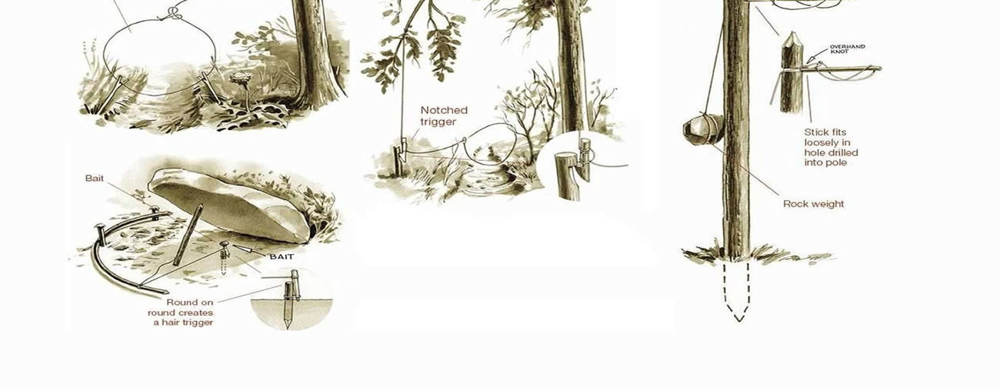 Notched
trigger
OVERHAND
KNOT
Stick fits
loosely in
hole drilled
into pole
Rock weight
Bait
BAIT
Round on
round creates
a hair trigger